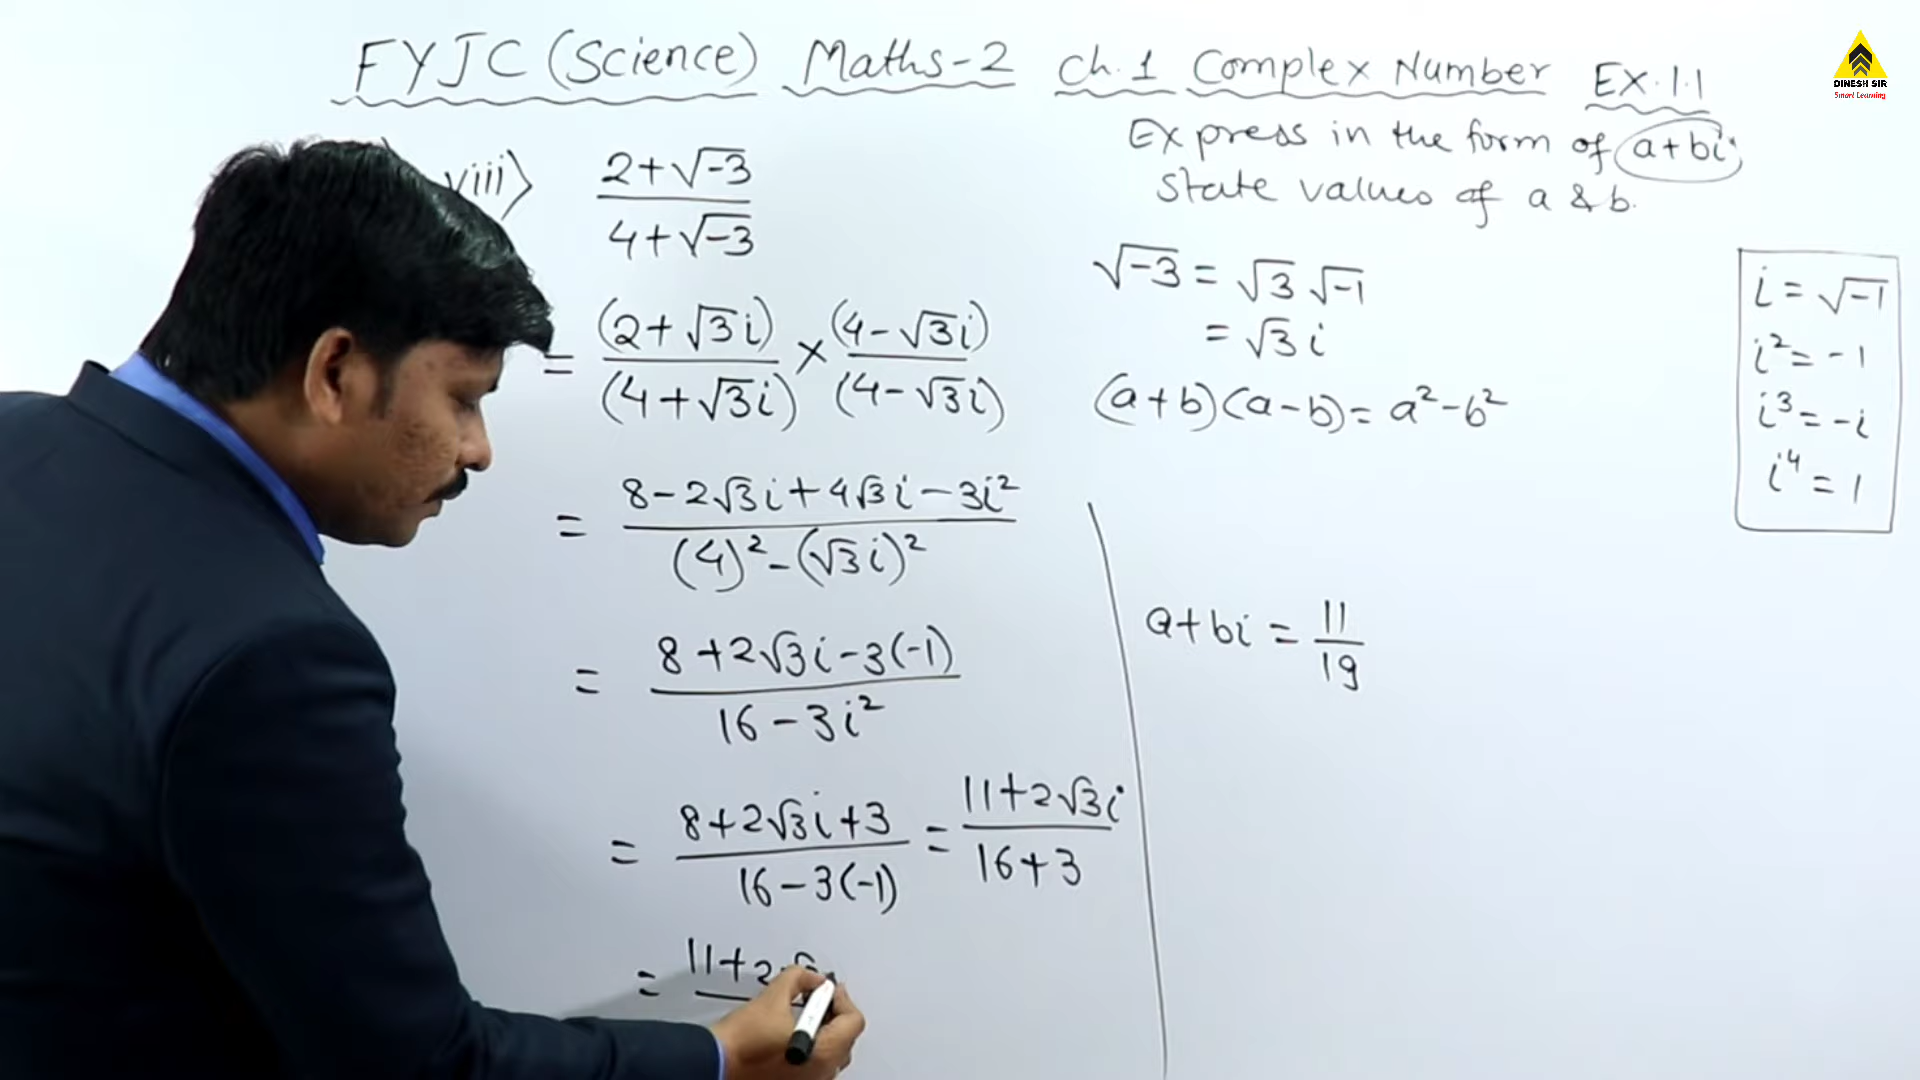 FYJC (Science) Maths-2 Ch.1 Complex Number Ex.1.1
DINESH SIR
Smart Learning
Express in the form of a+bi,
State values of a & b.
viii) (2+√-3)/(4+√-3)
= (2+√3i)/(4+√3i) × (4-√3i)/(4-√3i)
= (8-2√3i+4√3i-3i²)/((4)²-(√3i)²)
= (8+2√3i-3(-1))/(16-3i²)
= (8+2√3i+3)/(16-3(-1)) = (11+2√3i)/(16+3)
= 11+2√
√-3 = √3 √-1
= √3 i
(a+b)(a-b)= a²-b²
a+bi = 11/19
i = √-1
i² = -1
i³ = -i
i⁴ = 1